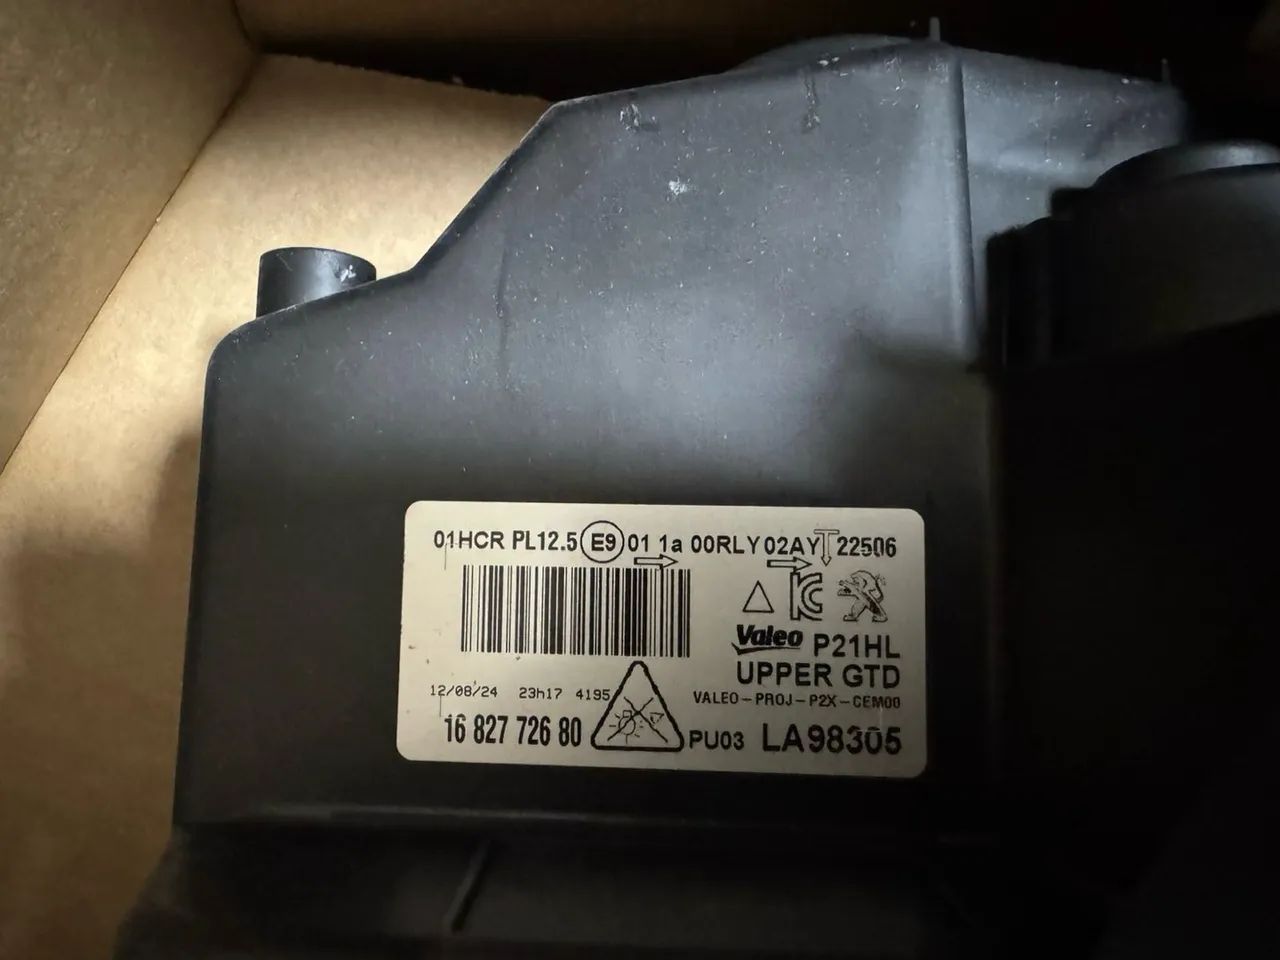 01HCR PL12.5 E9 01 1a 00RLY 02AY 22506
Valeo P21HL
UPPER GTD
12/08/24 23h17 4195
VALEO-PROJ-P2X-CEM00
16 827 726 80
PU03 LA98305